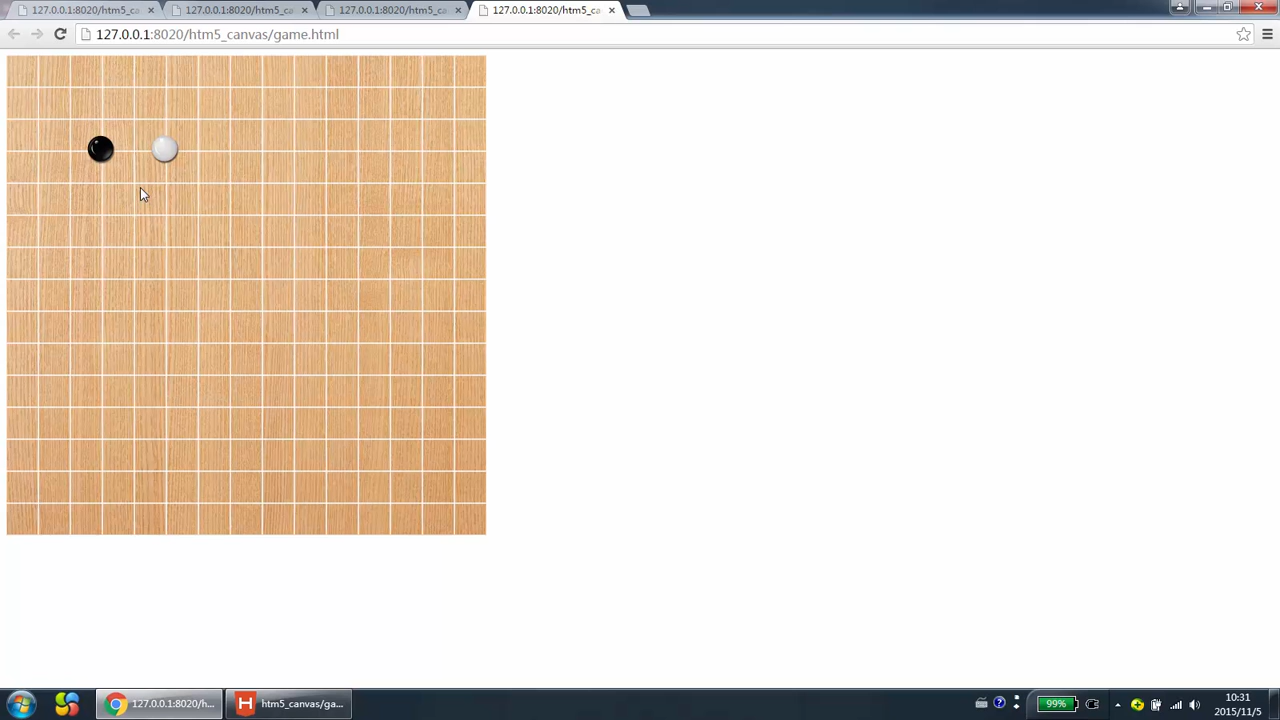 127.0.0.1:8020/htm5_ca
127.0.0.1:8020/htm5_ca
127.0.0.1:8020/htm5_ca
127.0.0.1:8020/htm5_ca
127.0.0.1:8020/htm5_canvas/game.html
127.0.0.1:8020/h...
htm5_canvas/ga...
99%
10:31
2015/11/5